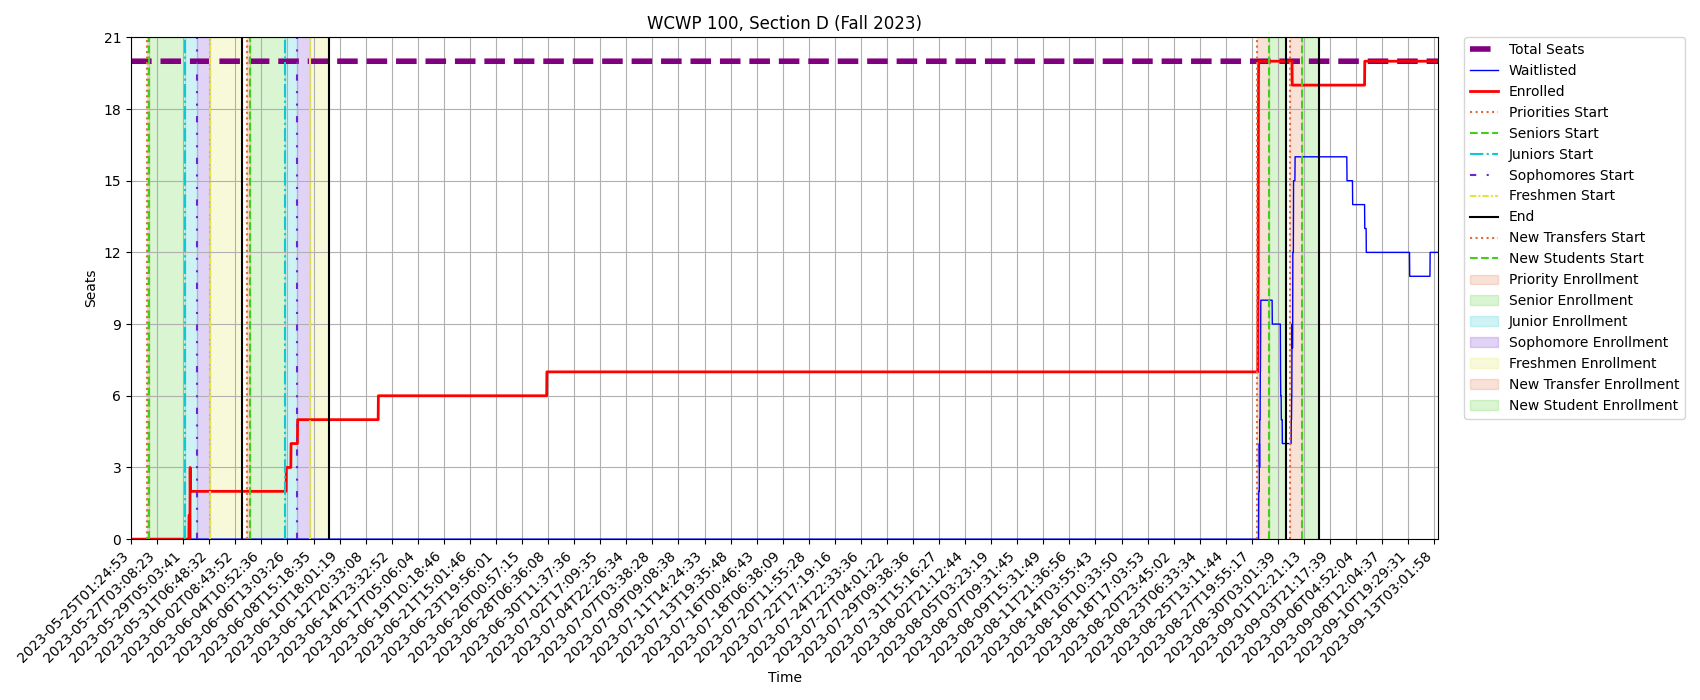 WCWP 100, Section D (Fall 2023)
21
18
15
12
9
6
3
0
Seats
2023-05-25T01:24:53
2023-05-27T03:08:23
2023-05-29T05:03:41
2023-05-31T06:48:32
2023-06-02T08:43:52
2023-06-04T10:52:36
2023-06-06T13:03:26
2023-06-08T15:18:35
2023-06-10T18:01:19
2023-06-12T20:33:08
2023-06-14T23:32:52
2023-06-17T05:06:04
2023-06-19T10:18:46
2023-06-21T15:01:46
2023-06-23T19:56:01
2023-06-26T00:57:15
2023-06-28T06:36:08
2023-06-30T11:37:36
2023-07-02T17:09:35
2023-07-04T22:26:34
2023-07-07T03:38:28
2023-07-09T09:08:38
2023-07-11T14:24:33
2023-07-13T19:35:48
2023-07-16T00:46:43
2023-07-18T06:38:09
2023-07-20T11:55:28
2023-07-22T17:19:16
2023-07-24T22:33:36
2023-07-27T04:01:22
2023-07-29T09:38:36
2023-07-31T15:16:27
2023-08-02T21:12:44
2023-08-05T03:23:19
2023-08-07T09:31:45
2023-08-09T15:31:49
2023-08-11T21:36:56
2023-08-14T03:55:43
2023-08-16T10:33:50
2023-08-18T17:03:53
2023-08-20T23:45:02
2023-08-23T06:33:34
2023-08-25T13:11:44
2023-08-27T19:55:17
2023-08-30T03:01:39
2023-09-01T12:21:13
2023-09-03T21:17:39
2023-09-06T04:52:04
2023-09-08T12:04:37
2023-09-10T19:29:31
2023-09-13T03:01:58
Time
Total Seats
Waitlisted
Enrolled
Priorities Start
Seniors Start
Juniors Start
Sophomores Start
Freshmen Start
End
New Transfers Start
New Students Start
Priority Enrollment
Senior Enrollment
Junior Enrollment
Sophomore Enrollment
Freshmen Enrollment
New Transfer Enrollment
New Student Enrollment